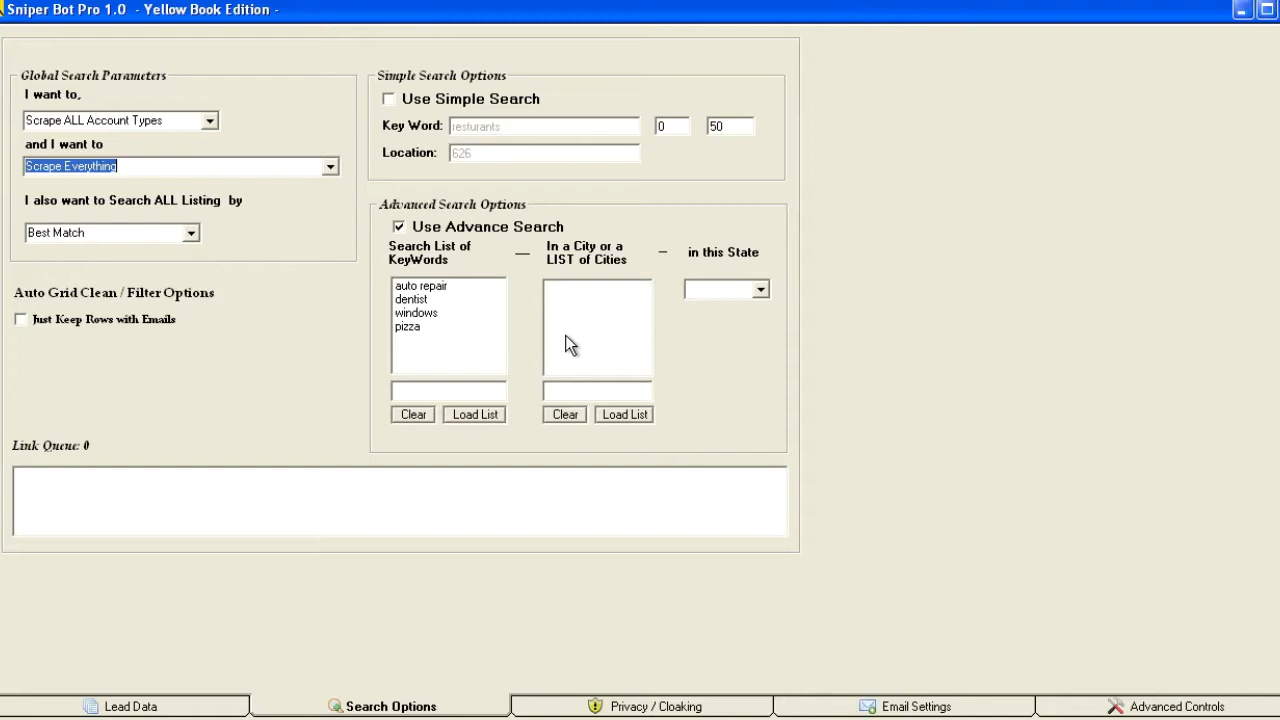 Sniper Bot Pro 1.0 - Yellow Book Edition -
Global Search Parameters
I want to,
Scrape ALL Account Types
and I want to
Scrape Everything
I also want to Search ALL Listing by
Best Match
Auto Grid Clean / Filter Options
Just Keep Rows with Emails
Simple Search Options
Use Simple Search
Key Word: resturants 0 50
Location: 626
Advanced Search Options
Use Advance Search
Search List of KeyWords
— In a City or a LIST of Cities
– in this State
auto repair
dentist
windows
pizza
Clear Load List Clear Load List
Link Queue: 0
Lead Data Search Options Privacy / Cloaking Email Settings Advanced Controls